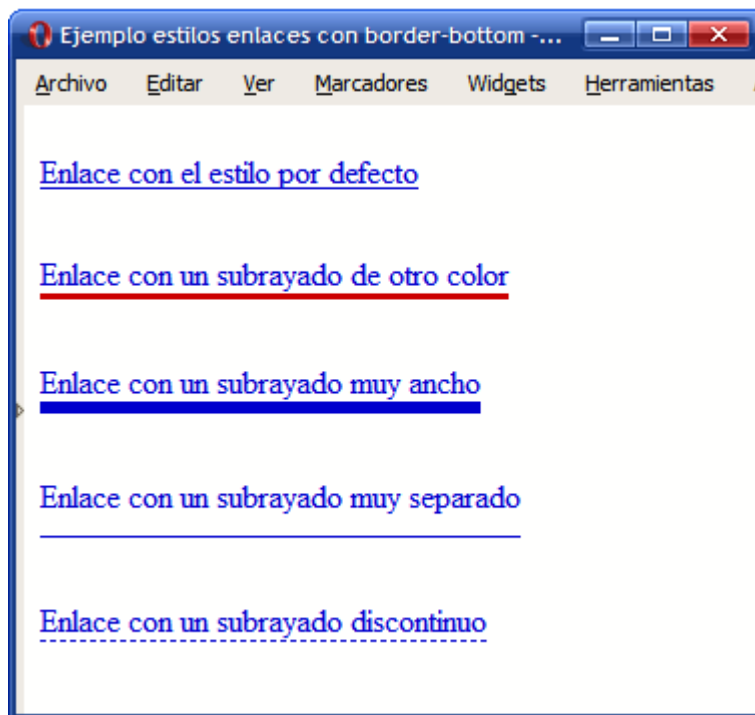 Ejemplo estilos enlaces con border-bottom -...
Archivo Editar Ver Marcadores Widgets Herramientas
Enlace con el estilo por defecto
Enlace con un subrayado de otro color
Enlace con un subrayado muy ancho
Enlace con un subrayado muy separado
Enlace con un subrayado discontinuo